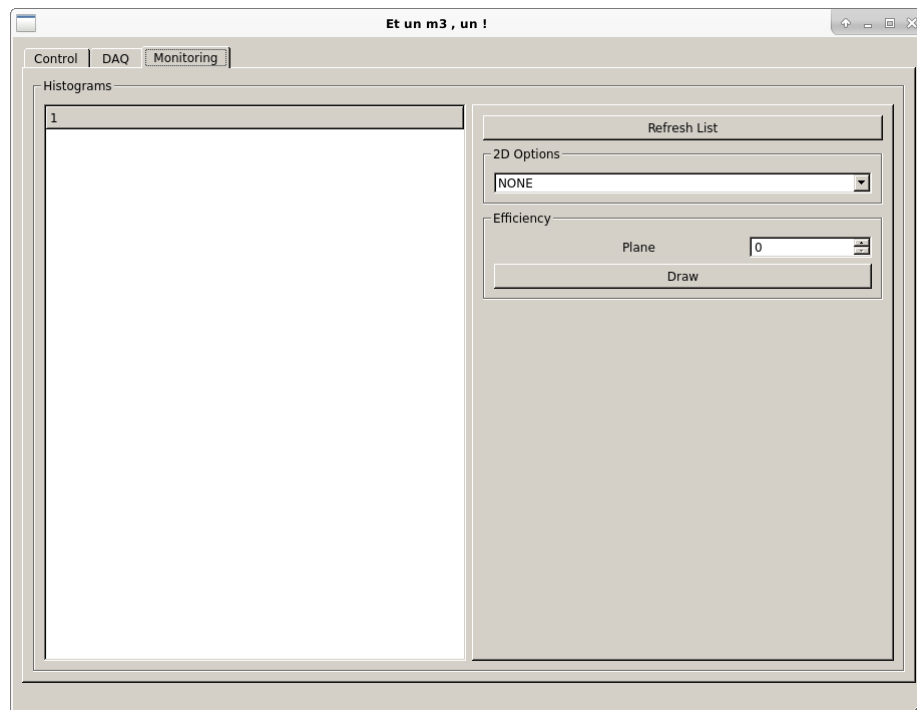 Et un m3 , un !
Control DAQ Monitoring
Histograms
1
Refresh List
2D Options
NONE
Efficiency
Plane 0
Draw